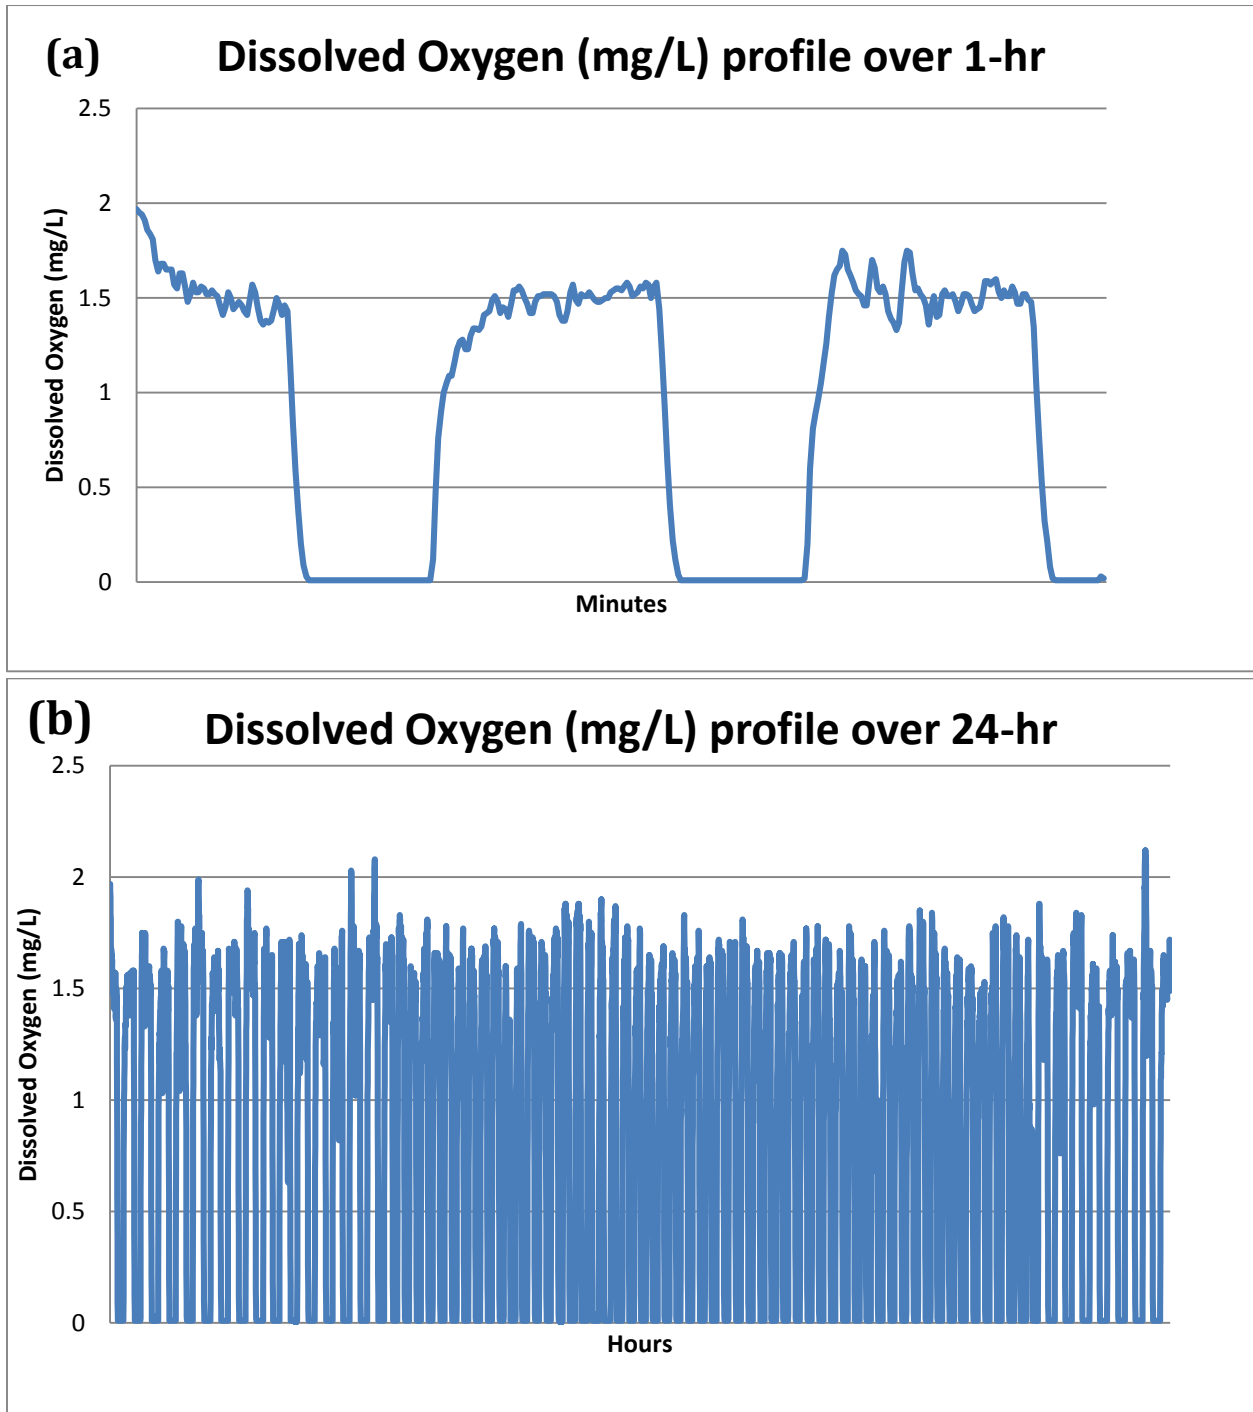 (a) Dissolved Oxygen (mg/L) profile over 1-hr
2.5
2
1.5
1
0.5
0
Dissolved Oxygen (mg/L)
Minutes
(b) Dissolved Oxygen (mg/L) profile over 24-hr
2.5
2
1.5
1
0.5
0
Dissolved Oxygen (mg/L)
Hours